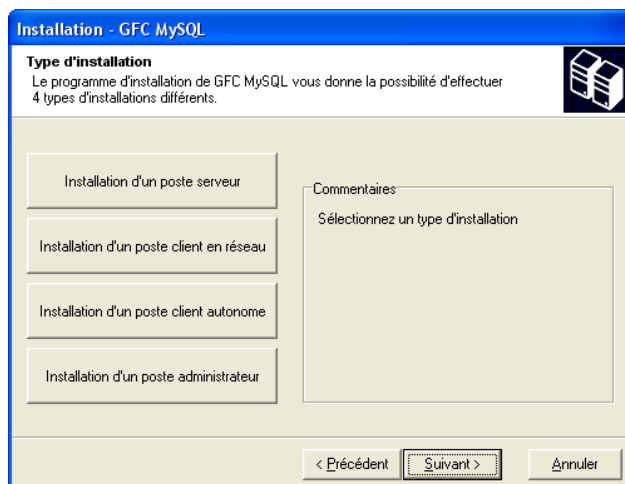 Installation - GFC MySQL
Type d'installation
Le programme d'installation de GFC MySQL vous donne la possibilité d'effectuer
4 types d'installations différents.
Installation d'un poste serveur
Installation d'un poste client en réseau
Installation d'un poste client autonome
Installation d'un poste administrateur
Commentaires
Sélectionnez un type d'installation
< Précédent
Suivant >
Annuler